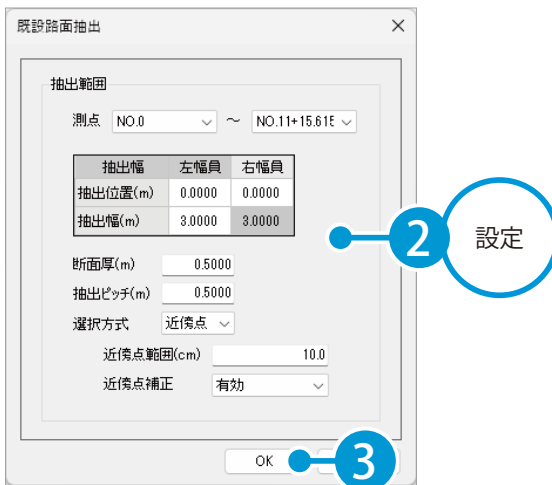 既設路面抽出
抽出範囲
測点 NO.0 ～ NO.11+15.615
抽出幅 左幅員 右幅員
抽出位置(m) 0.0000 0.0000
抽出幅(m) 3.0000 3.0000
2 設定
断面厚(m) 0.5000
抽出ピッチ(m) 0.5000
選択方式 近傍点
近傍点範囲(cm) 10.0
近傍点補正 有効
OK 3